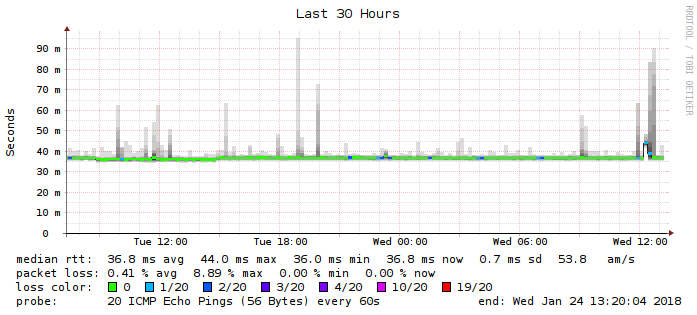 Last 30 Hours
RRDTOOL / TOBI OETIKER
Seconds
90 m
80 m
70 m
60 m
50 m
40 m
30 m
20 m
10 m
0
Tue 12:00 Tue 18:00 Wed 00:00 Wed 06:00 Wed 12:00
median rtt: 36.8 ms avg 44.0 ms max 36.0 ms min 36.8 ms now 0.7 ms sd 53.8 am/s
packet loss: 0.41 % avg 8.89 % max 0.00 % min 0.00 % now
loss color: 0 1/20 2/20 3/20 4/20 10/20 19/20
probe: 20 ICMP Echo Pings (56 Bytes) every 60s end: Wed Jan 24 13:20:04 2018